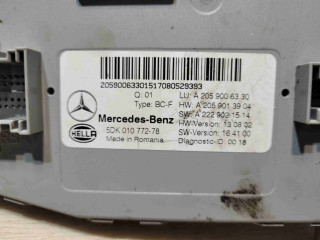 2059006330151708052939​3
Q: 01 LU: A 205 900 63 30
Type: BC-F HW: A 205 901 39 04
SW: A 222 902 15 14
Mercedes-Benz HW-Version: 13 08 02
HELLA 5DK 010 772-78 SW-Version: 16 41 00
Made in Romania Diagnostic-ID: 00 18